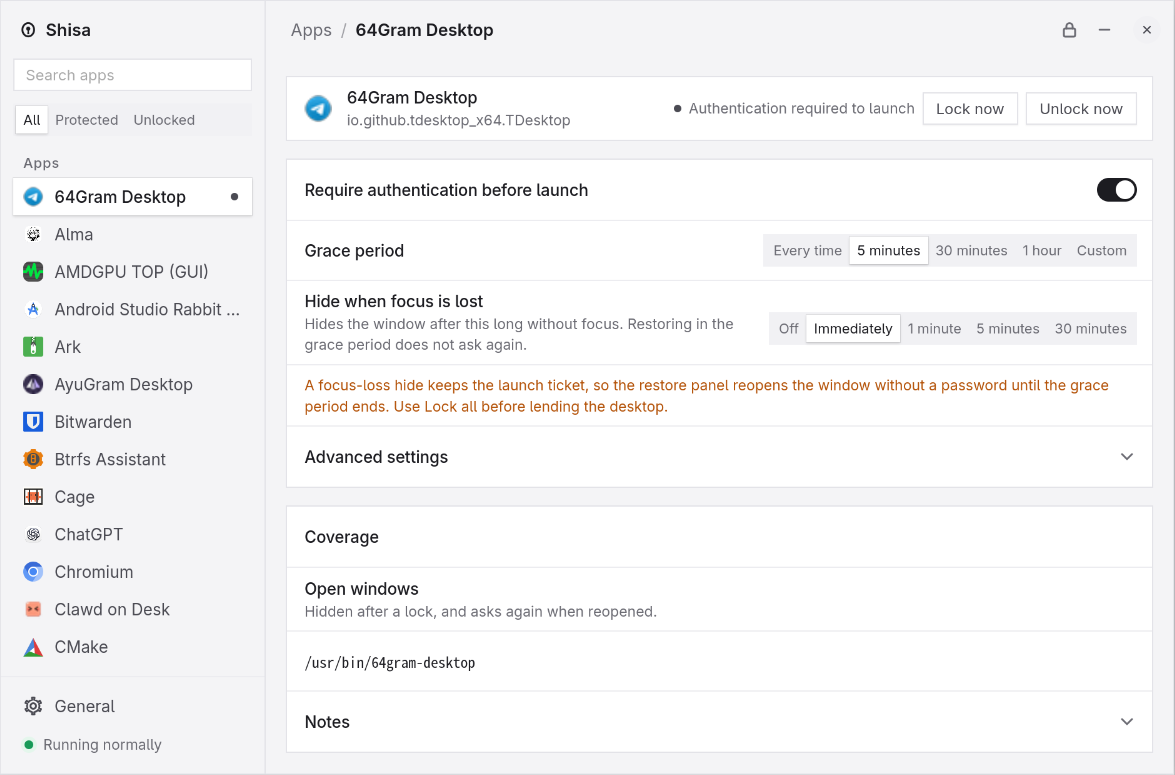 Shisa
Search apps
All Protected Unlocked
Apps
64Gram Desktop
Alma
AMDGPU TOP (GUI)
Android Studio Rabbit ...
Ark
AyuGram Desktop
Bitwarden
Btrfs Assistant
Cage
ChatGPT
Chromium
Clawd on Desk
CMake
General
Running normally
Apps / 64Gram Desktop
64Gram Desktop
io.github.tdesktop_x64.TDesktop
Authentication required to launch Lock now Unlock now
Require authentication before launch
Grace period Every time 5 minutes 30 minutes 1 hour Custom
Hide when focus is lost
Hides the window after this long without focus. Restoring in the
grace period does not ask again.
Off Immediately 1 minute 5 minutes 30 minutes
A focus-loss hide keeps the launch ticket, so the restore panel reopens the window without a password until the grace
period ends. Use Lock all before lending the desktop.
Advanced settings
Coverage
Open windows
Hidden after a lock, and asks again when reopened.
/usr/bin/64gram-desktop
Notes